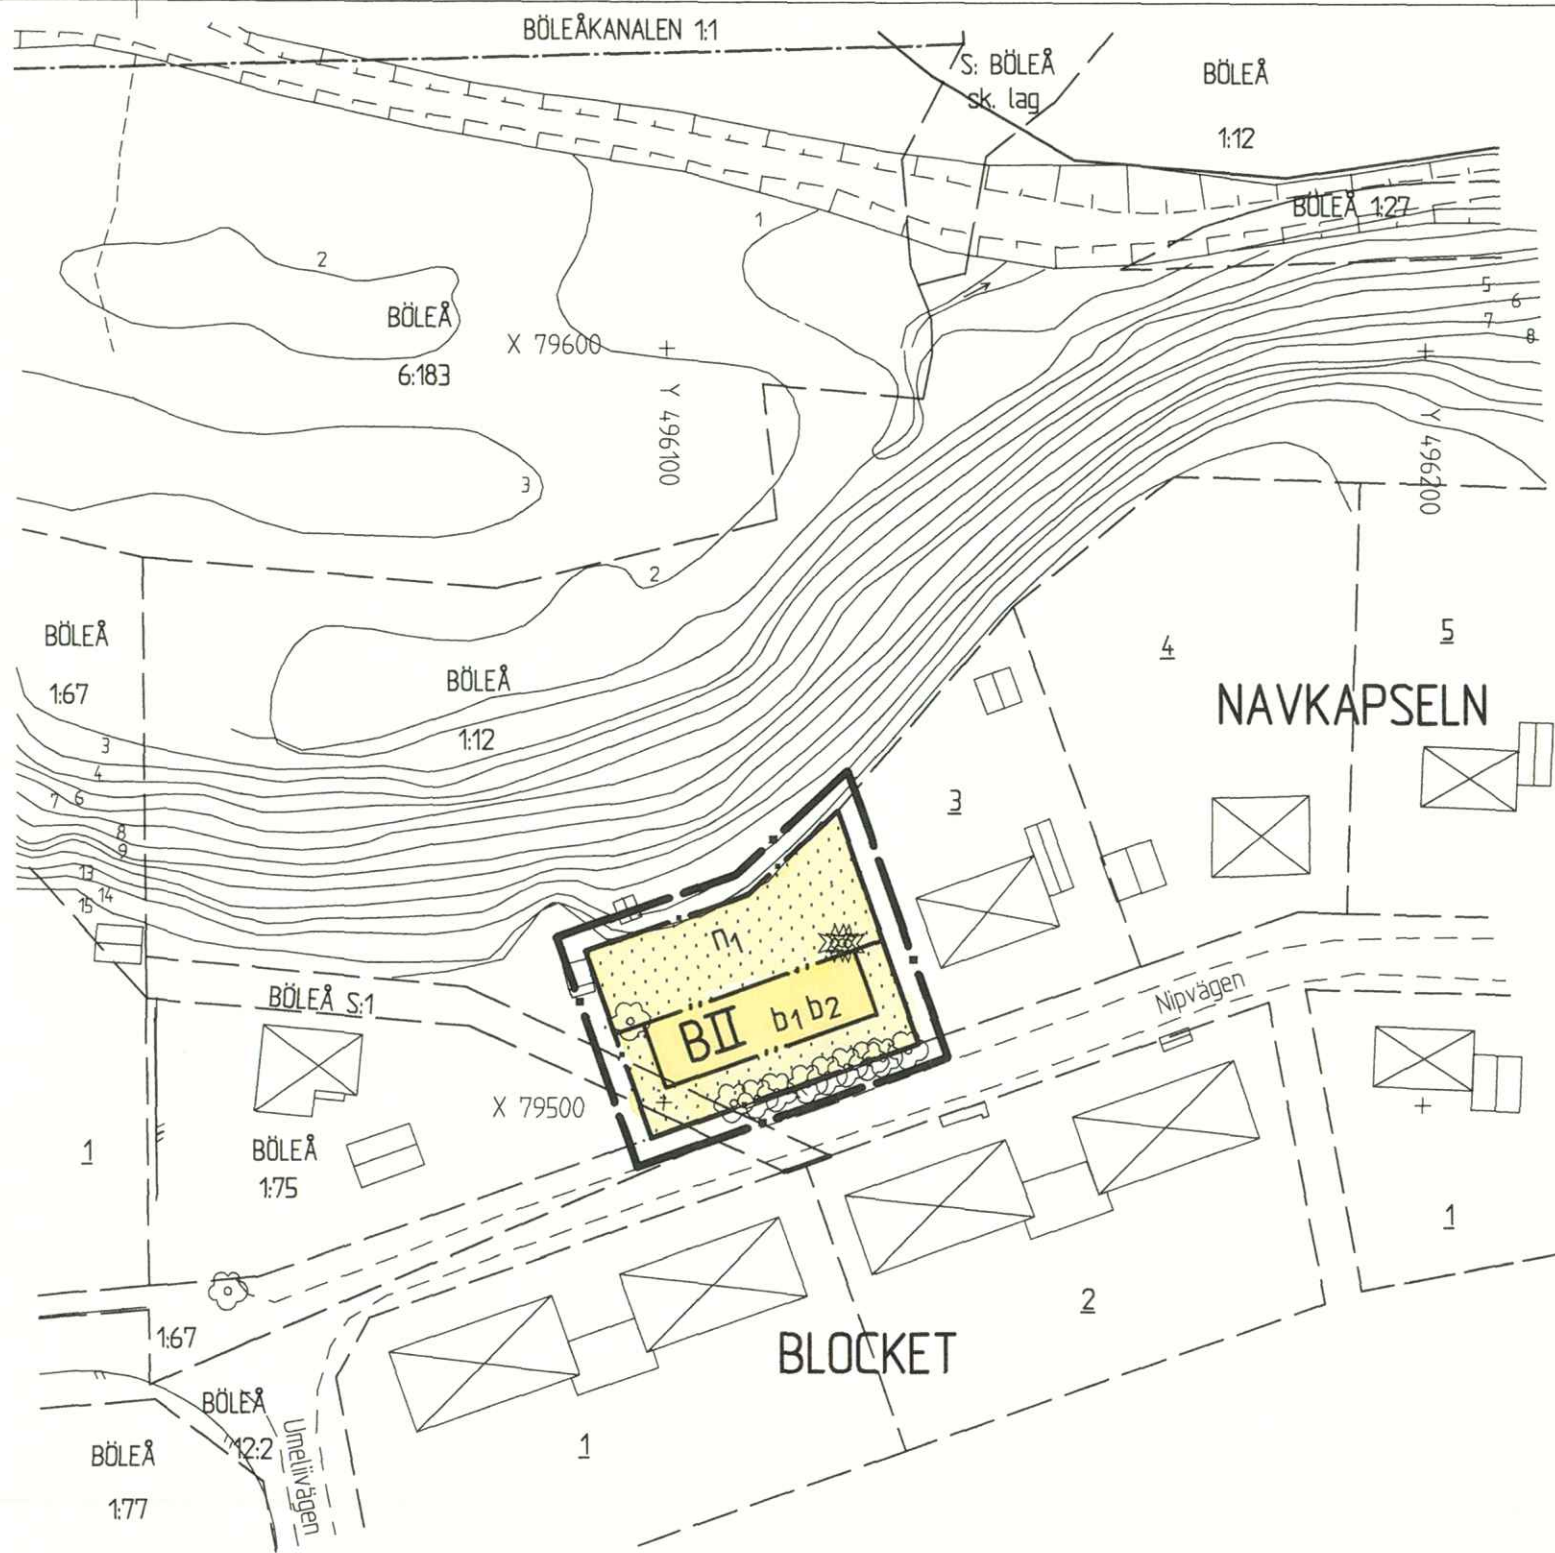 BÖLEÅKANALEN 1:1
S: BÖLEÅ
sk. lag
BÖLEÅ
1:12
BÖLEÅ 1:27
1
2
BÖLEÅ
6:183
X 79600
Y 496100
5
6
7
8
Y 496200
3
2
BÖLEÅ
1:67
BÖLEÅ
1:12
4
5
NAVKAPSELN
3
4
7 6
8
9
13
14
15
3
n1
BII b1 b2
BÖLEÅ S:1
Nipvägen
X 79500
1
BÖLEÅ
1:75
1
2
1:67
BLOCKET
BÖLEÅ
12:2
Umeliivägen
1
BÖLEÅ
1:77